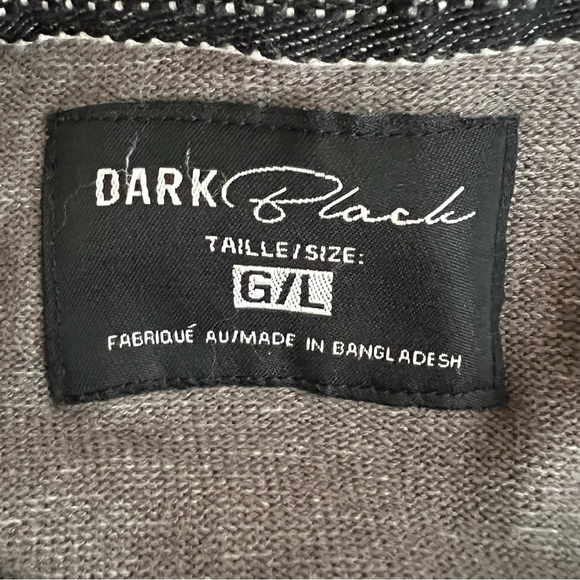 DARK Black
TAILLE/SIZE:
G/L
FABRIQUÉ AU/MADE IN BANGLADESH